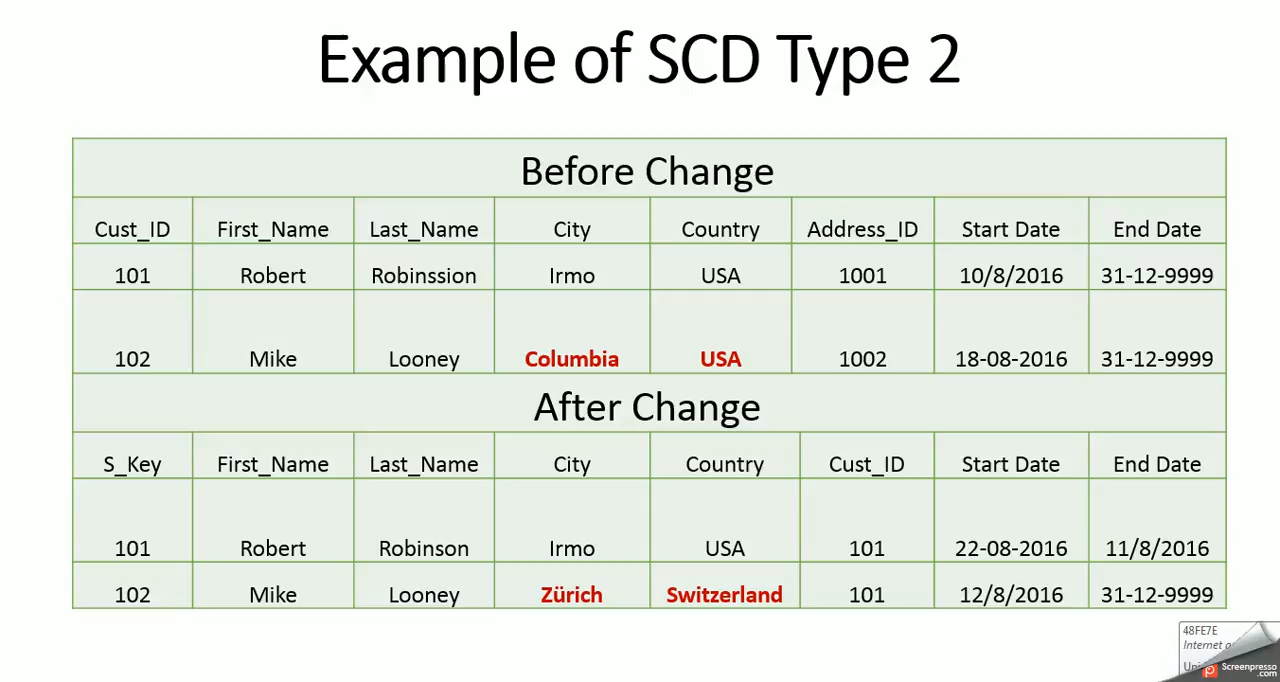 Example of SCD Type 2
Before Change
Cust_ID First_Name Last_Name City Country Address_ID Start Date End Date
101 Robert Robinssion Irmo USA 1001 10/8/2016 31-12-9999
102 Mike Looney Columbia USA 1002 18-08-2016 31-12-9999
After Change
S_Key First_Name Last_Name City Country Cust_ID Start Date End Date
101 Robert Robinson Irmo USA 101 22-08-2016 11/8/2016
102 Mike Looney Zürich Switzerland 101 12/8/2016 31-12-9999
48FE7E
Internet
Screenpresso
.com